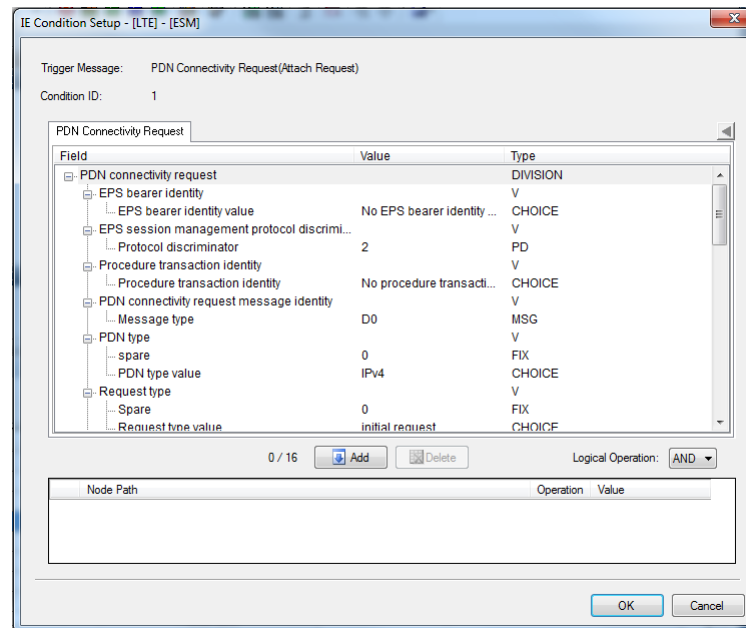 IE Condition Setup - [LTE] - [ESM]
Trigger Message: PDN Connectivity Request(Attach Request)
Condition ID: 1
PDN Connectivity Request
Field Value Type
PDN connectivity request DIVISION
EPS bearer identity V
EPS bearer identity value No EPS bearer identity ... CHOICE
EPS session management protocol discrimi... V
Protocol discriminator 2 PD
Procedure transaction identity V
Procedure transaction identity No procedure transacti... CHOICE
PDN connectivity request message identity V
Message type D0 MSG
PDN type V
spare 0 FIX
PDN type value IPv4 CHOICE
Request type V
Spare 0 FIX
Request type value initial request CHOICE
0 / 16 Add Delete Logical Operation: AND
Node Path Operation Value
OK Cancel